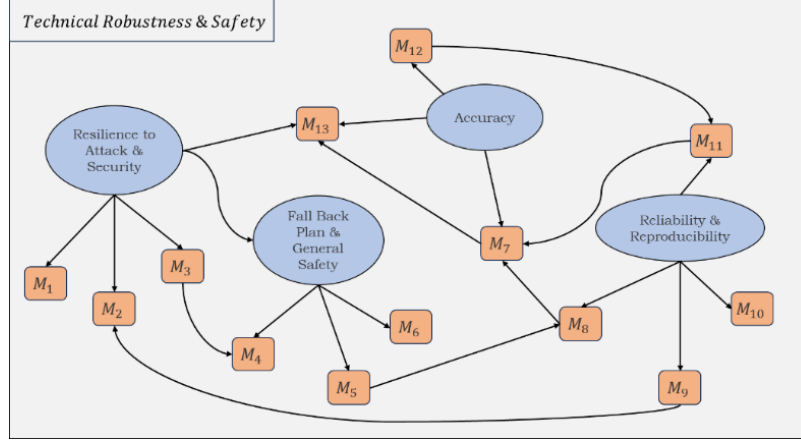 Technical Robustness & Safety
M12
Resilience to
Attack &
Security
M13
Accuracy
M11
Fall Back
Plan &
General
Safety
Reliability &
Reproducibility
M7
M1
M2
M3
M4
M5
M6
M8
M9
M10